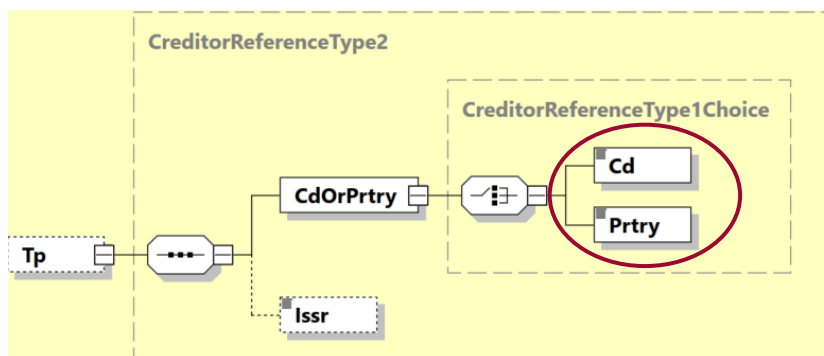 CreditorReferenceType2
CreditorReferenceType1Choice
Cd
CdOrPrtry
Prtry
Tp
Issr